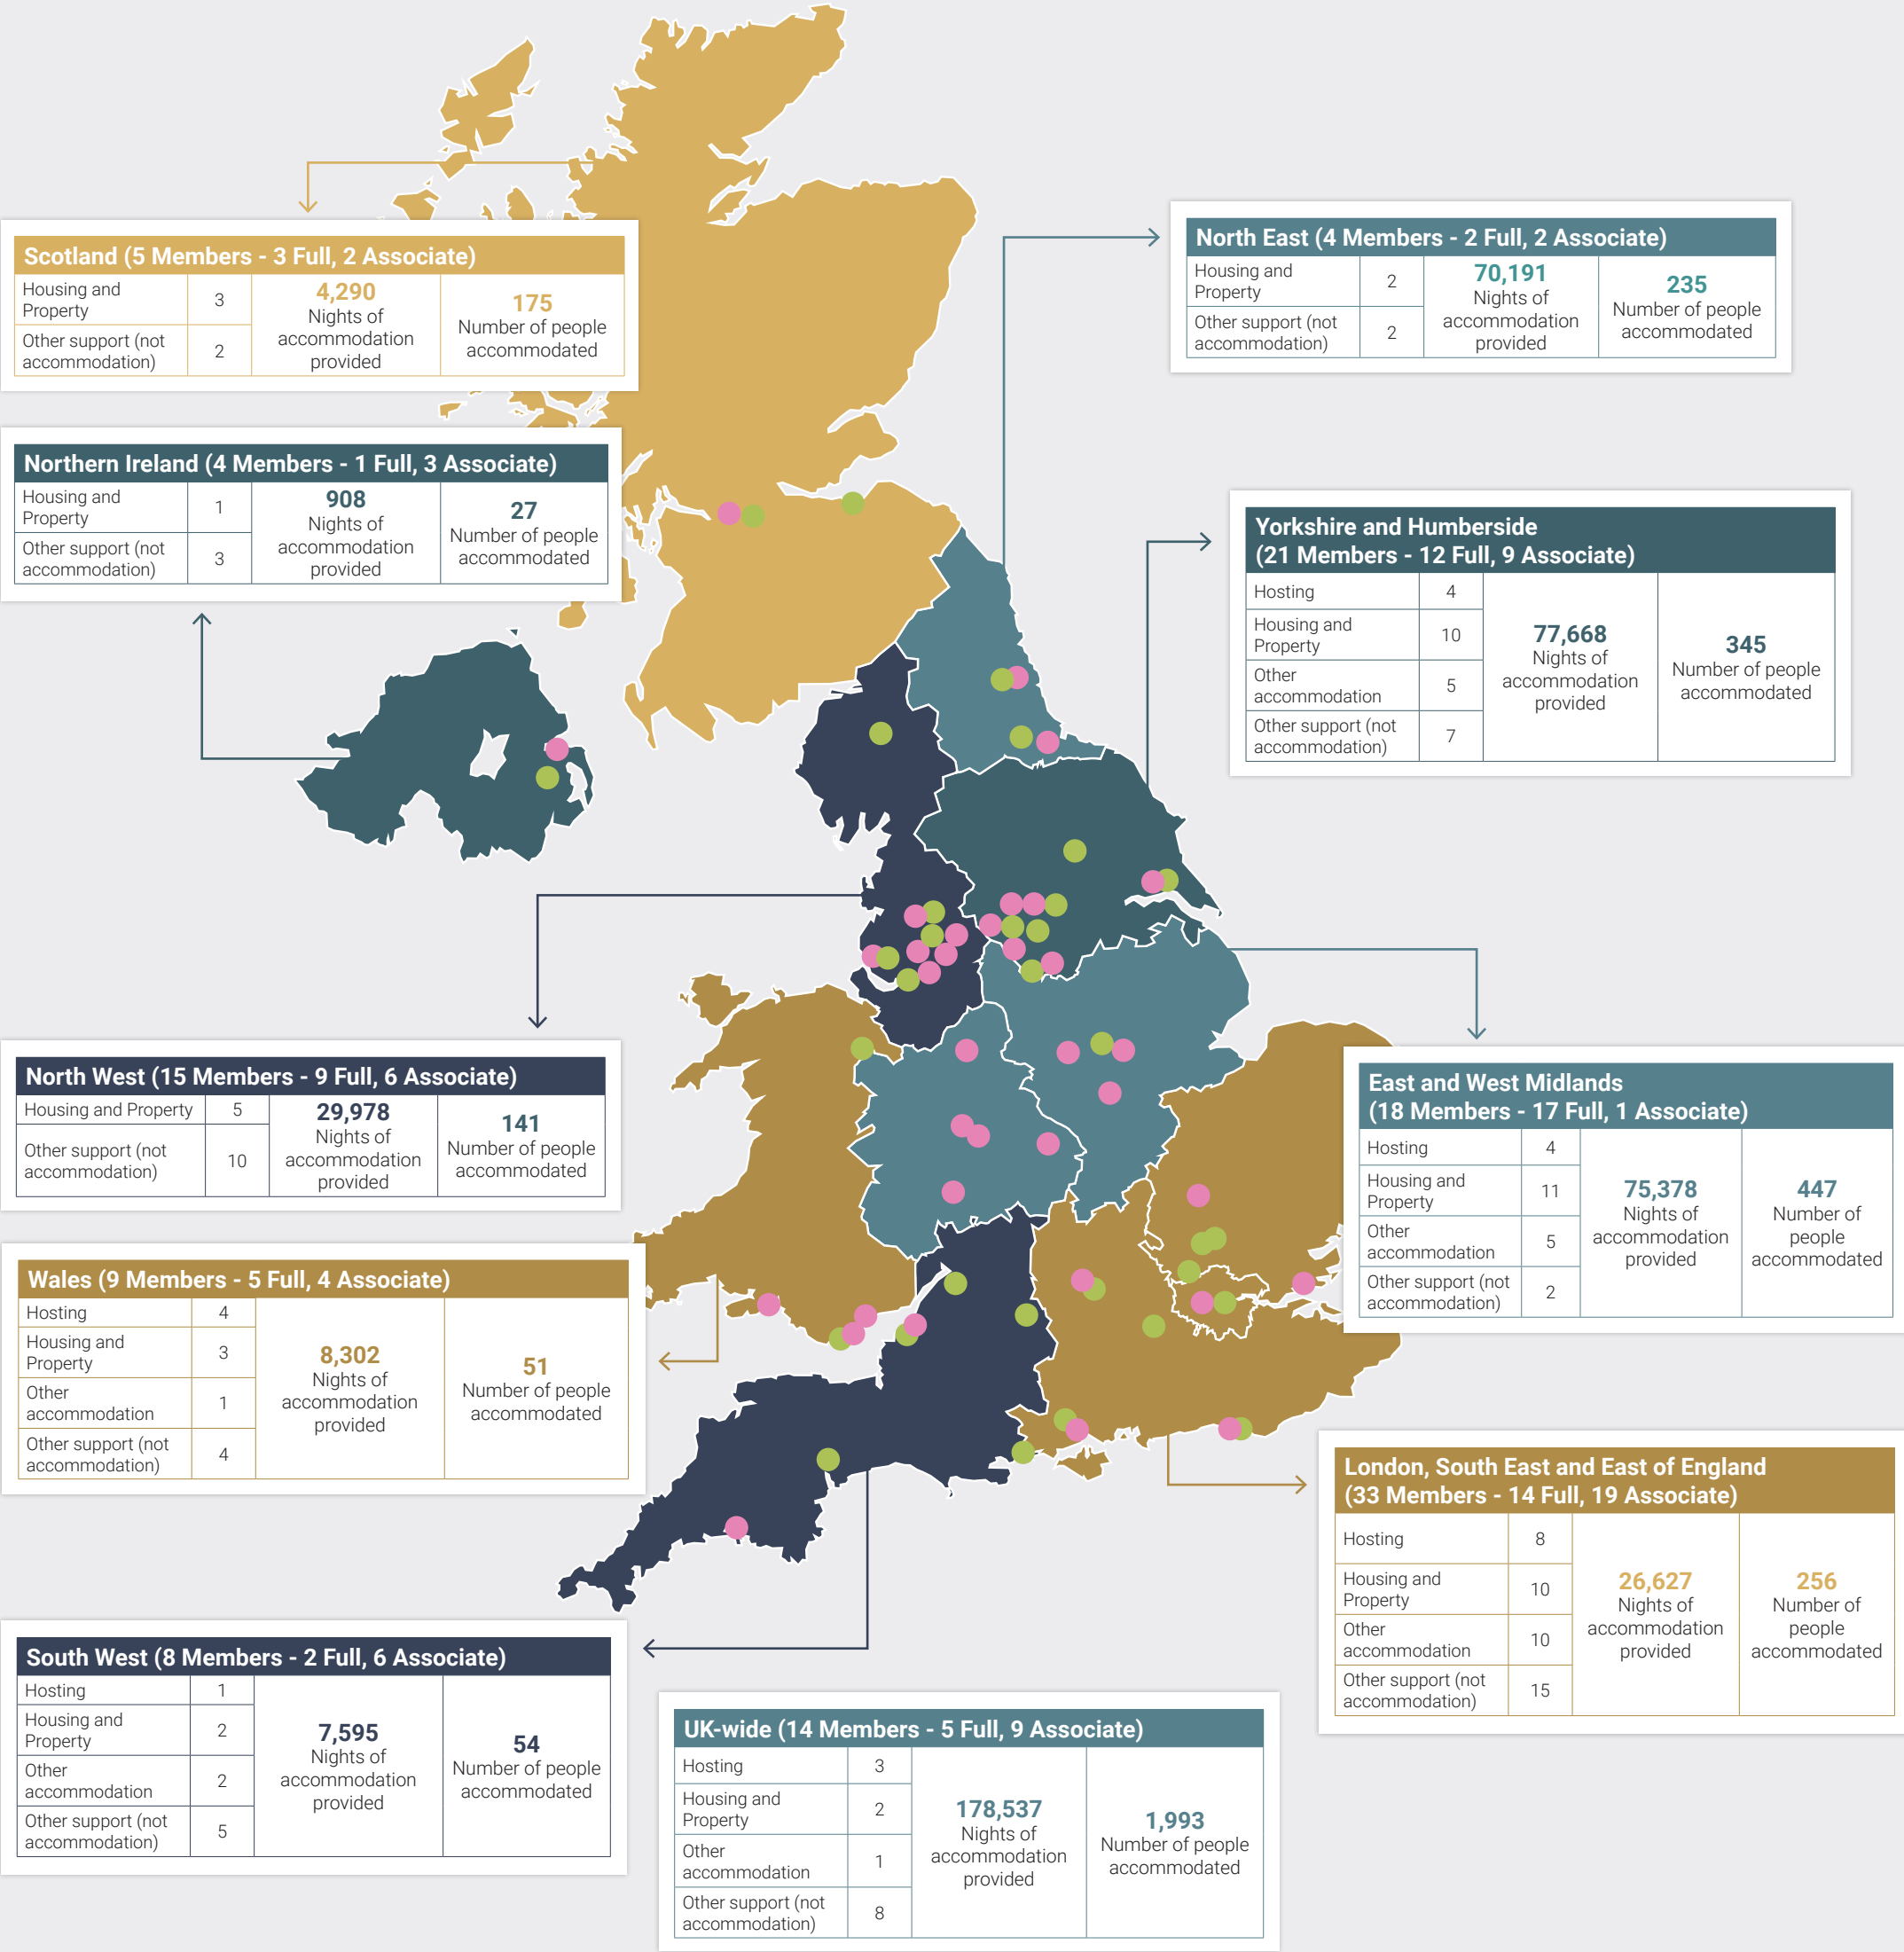 Scotland (5 Members - 3 Full, 2 Associate)
Housing and
Property
3
Other support (not
accommodation)
2
4,290
Nights of
accommodation
provided
175
Number of people
accommodated
North East (4 Members - 2 Full, 2 Associate)
Housing and
Property
2
Other support (not
accommodation)
2
70,191
Nights of
accommodation
provided
235
Number of people
accommodated
Northern Ireland (4 Members - 1 Full, 3 Associate)
Housing and
Property
1
Other support (not
accommodation)
3
908
Nights of
accommodation
provided
27
Number of people
accommodated
Yorkshire and Humberside
(21 Members - 12 Full, 9 Associate)
Hosting
4
Housing and
Property
10
Other
accommodation
5
Other support (not
accommodation)
7
77,668
Nights of
accommodation
provided
345
Number of people
accommodated
North West (15 Members - 9 Full, 6 Associate)
Housing and Property
5
Other support (not
accommodation)
10
29,978
Nights of
accommodation
provided
141
Number of people
accommodated
East and West Midlands
(18 Members - 17 Full, 1 Associate)
Hosting
4
Housing and
Property
11
Other
accommodation
5
Other support (not
accommodation)
2
75,378
Nights of
accommodation
provided
447
Number of
people
accommodated
Wales (9 Members - 5 Full, 4 Associate)
Hosting
4
Housing and
Property
3
Other
accommodation
1
Other support (not
accommodation)
4
8,302
Nights of
accommodation
provided
51
Number of people
accommodated
London, South East and East of England
(33 Members - 14 Full, 19 Associate)
Hosting
8
Housing and
Property
10
Other
accommodation
10
Other support (not
accommodation)
15
26,627
Nights of
accommodation
provided
256
Number of
people
accommodated
South West (8 Members - 2 Full, 6 Associate)
Hosting
1
Housing and
Property
2
Other
accommodation
2
Other support (not
accommodation)
5
7,595
Nights of
accommodation
provided
54
Number of people
accommodated
UK-wide (14 Members - 5 Full, 9 Associate)
Hosting
3
Housing and
Property
2
Other
accommodation
1
Other support (not
accommodation)
8
178,537
Nights of
accommodation
provided
1,993
Number of people
accommodated